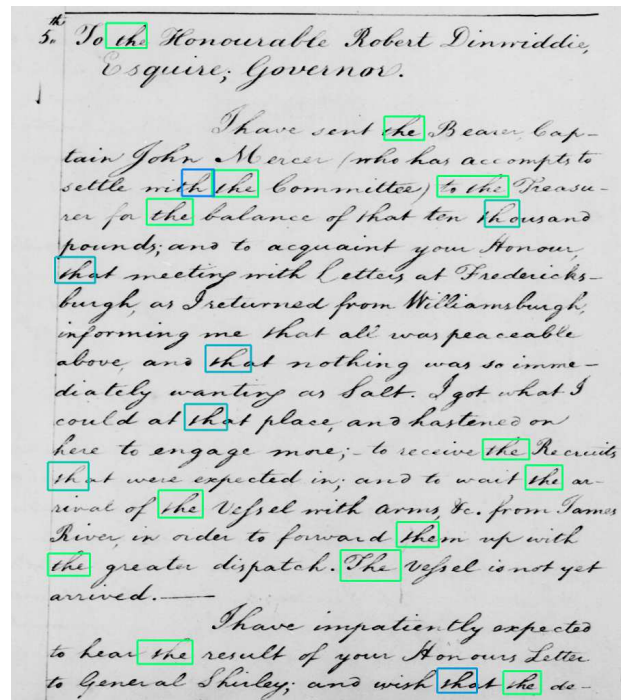 th
5. To the Honourable Robert Dinwiddie,
Esquire; Governor.
I have sent the Bearer Cap-
tain John Mercer (who has accompts to
settle with the Committee) to the Treasu-
rer for the balance of that ten thousand
pounds; and to acquaint your Honour,
that meeting with letters at Fredericks-
burgh, as I returned from Williamsburgh,
informing me that all was peaceable
above, and that nothing was so imme-
diately wanting as Salt. I got what I
could at that place, and hastened on
here to engage more; to receive the Recruits
that were expected in; and to wait the ar-
rival of the Vessel with arms, &c. from James
River, in order to forward them up with
the greater dispatch. The Vessel is not yet
arrived. —
I have impatiently expected
to hear the result of your Honours Letter
to General Shirley; and wish that the de-